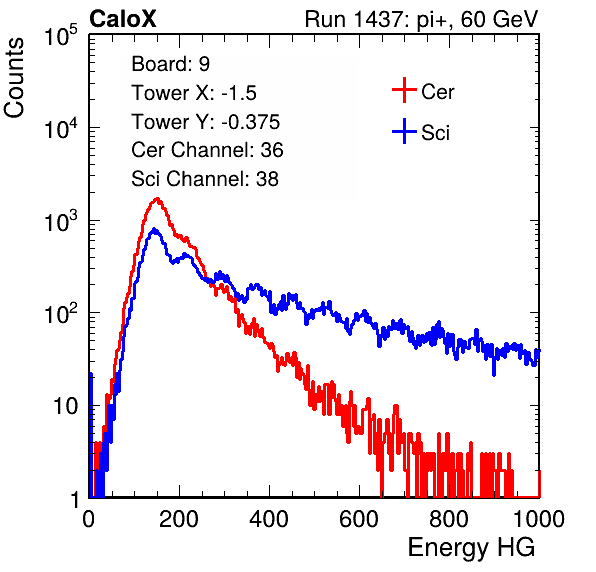 CaloX
Run 1437: pi+, 60 GeV
Counts
Board: 9
Tower X: -1.5
Tower Y: -0.375
Cer Channel: 36
Sci Channel: 38
Cer
Sci
10^5
10^4
10^3
10^2
10
1
0 200 400 600 800 1000
Energy HG